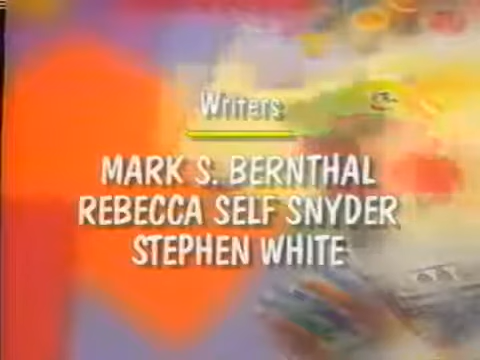 Writers
MARK S. BERNTHAL
REBECCA SELF SNYDER
STEPHEN WHITE